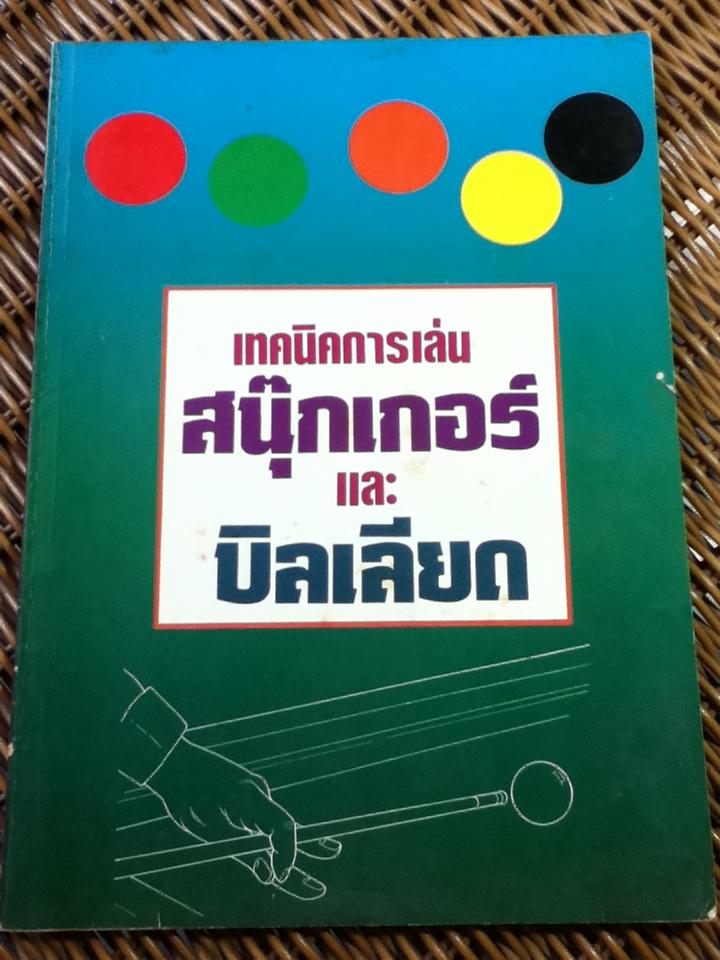 เทคนิคการเล่น
สนุ๊กเกอร์
และ
บิลเลียด